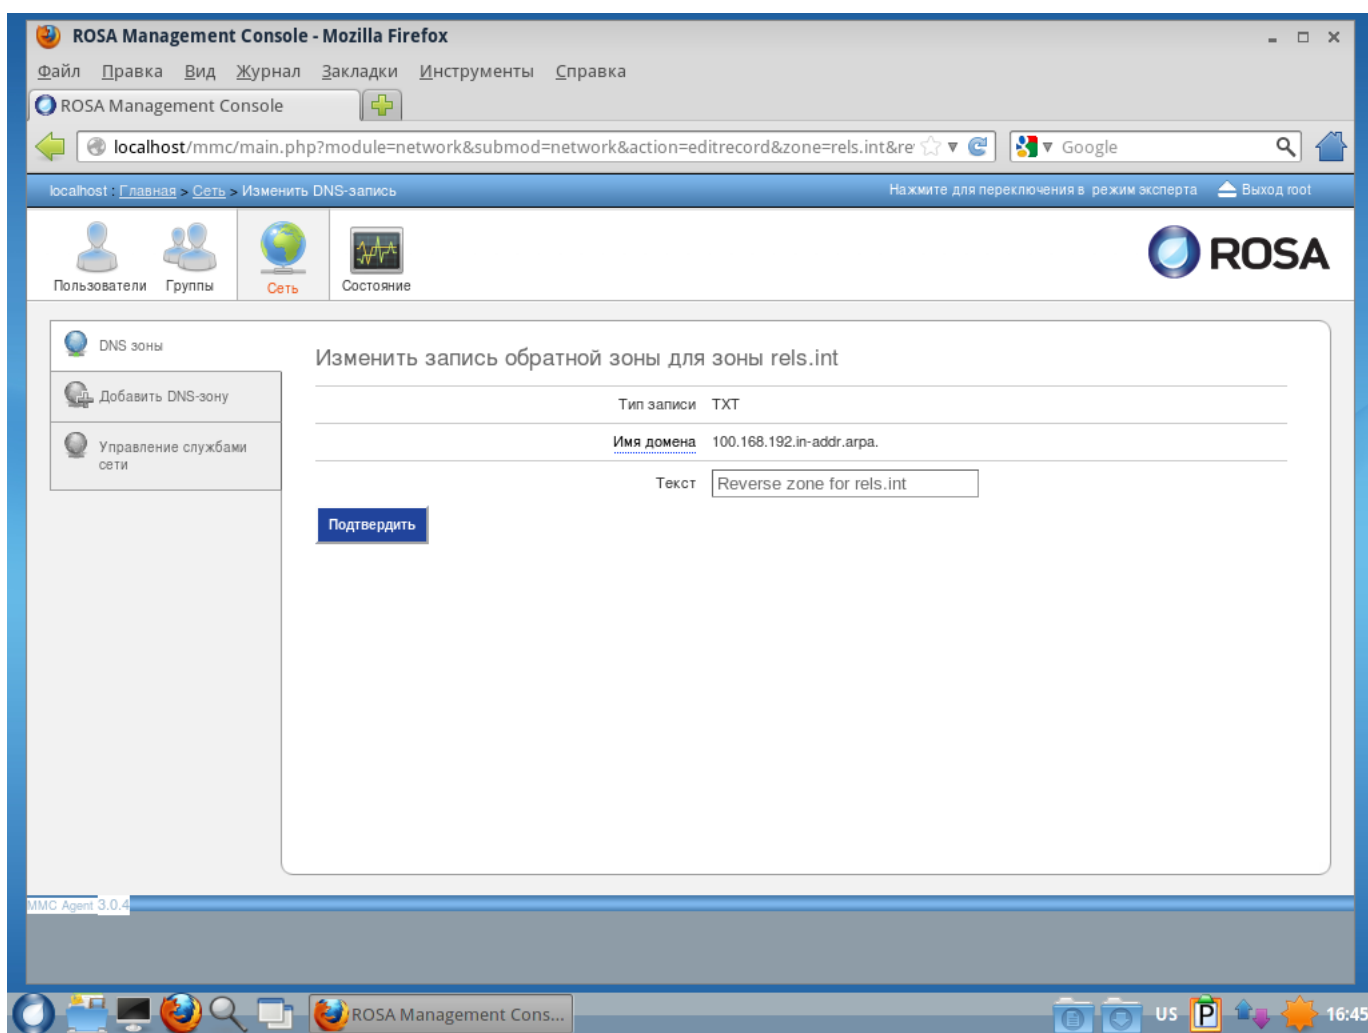 ROSA Management Console - Mozilla Firefox
Файл Правка Вид Журнал Закладки Инструменты Справка
ROSA Management Console
localhost/mmc/main.php?module=network&submod=network&action=editrecord&zone=rels.int&re
Google
localhost : Главная > Сеть > Изменить DNS-запись
Нажмите для переключения в режим эксперта
Выход root
Пользователи
Группы
Сеть
Состояние
ROSA
DNS зоны
Добавить DNS-зону
Управление службами
сети
Изменить запись обратной зоны для зоны rels.int
Тип записи TXT
Имя домена 100.168.192.in-addr.arpa.
Текст Reverse zone for rels.int
Подтвердить
MMC Agent 3.0.4
ROSA Management Cons...
US
P
16:45